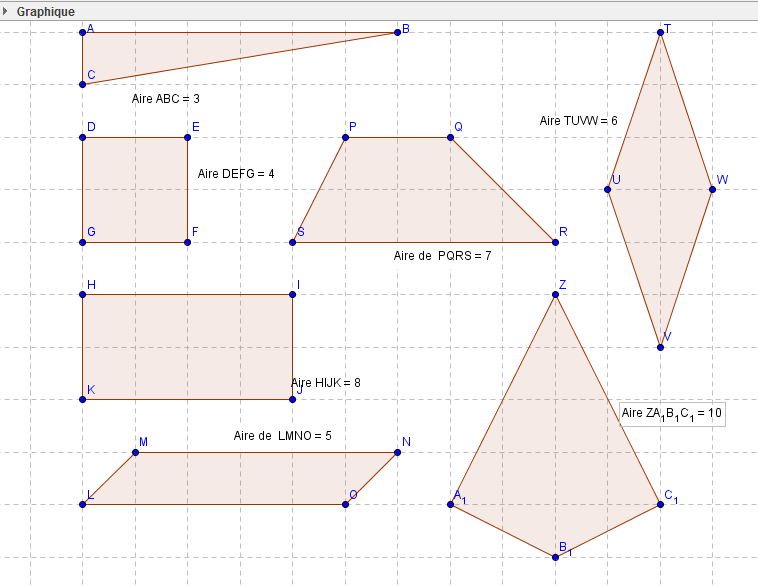 Graphique
A
B
T
C
Aire ABC = 3
Aire TUVW = 6
D
E
P
Q
Aire DEFG = 4
U
W
G
F
S
R
Aire de PQRS = 7
H
I
Z
V
Aire HIJK = 8
K
J
Aire ZA₁B₁C₁ = 10
Aire de LMNO = 5
M
N
L
O
A₁
C₁
B₁